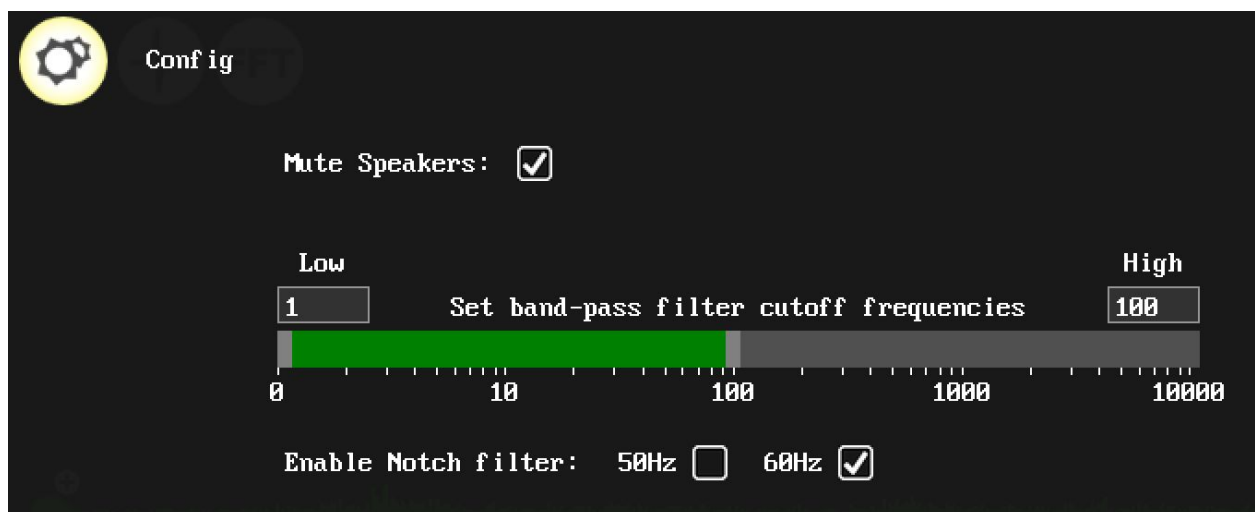 Config FFT
Mute Speakers:
Low High
1 Set band-pass filter cutoff frequencies 100
0 10 100 1000 10000
Enable Notch filter: 50Hz 60Hz